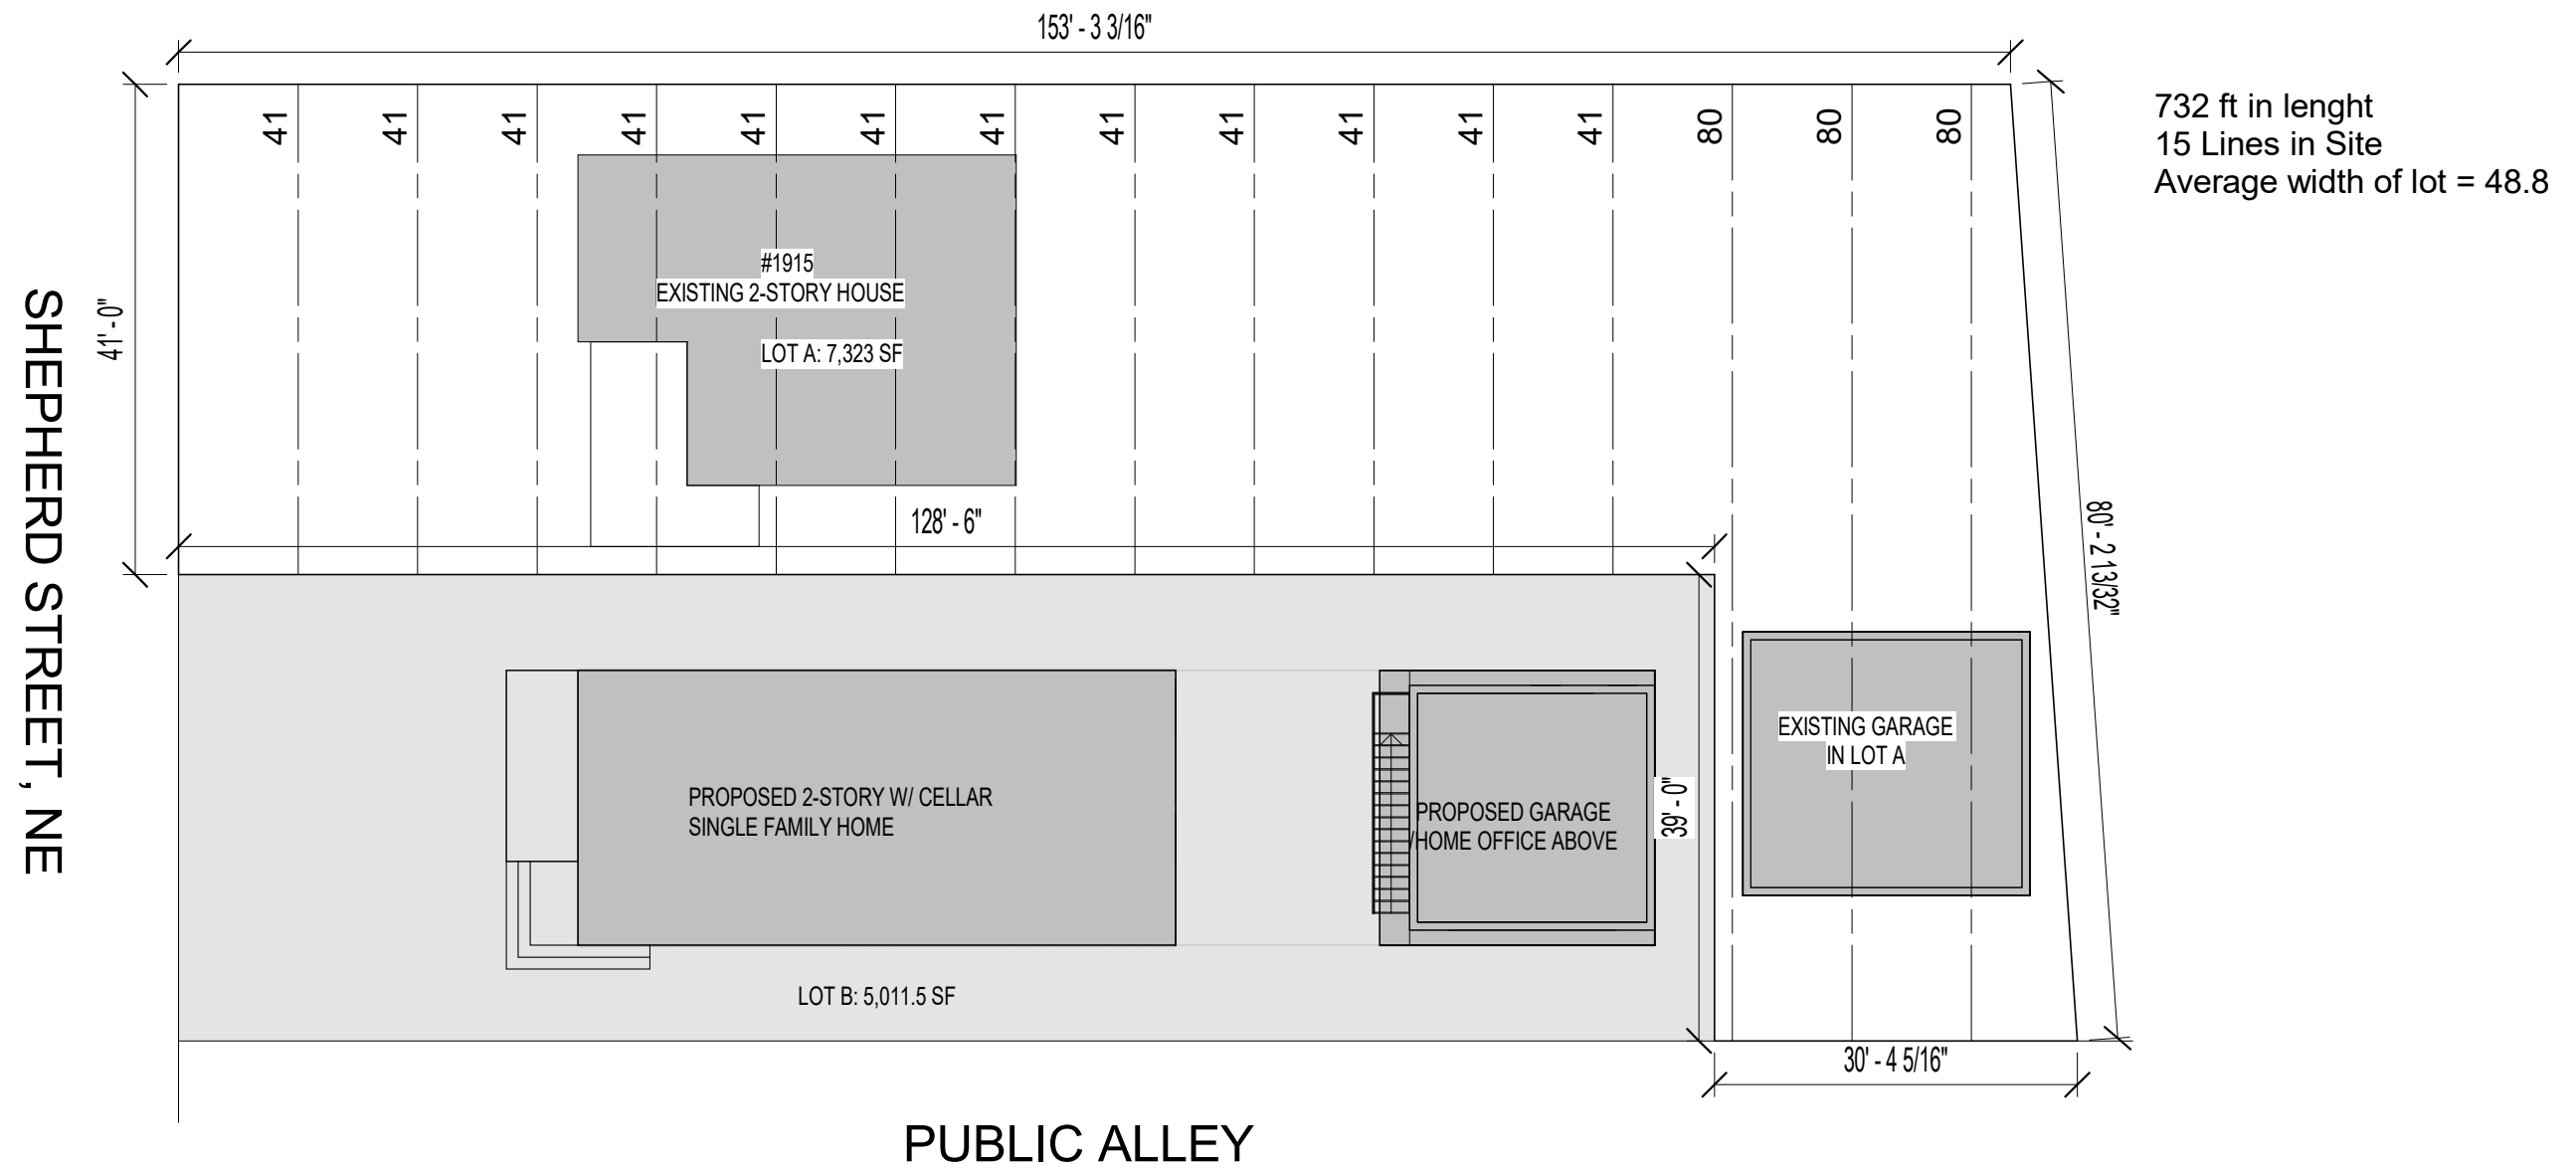 153' - 3 3/16"
41 41 41 41 41 41 41 41 41 41 41 41 80 80 80
732 ft in lenght
15 Lines in Site
Average width of lot = 48.8
SHEPHERD STREET, NE
41' - 0"
#1915
EXISTING 2-STORY HOUSE
LOT A: 7,323 SF
128' - 6"
80' - 2 13/32"
EXISTING GARAGE
IN LOT A
PROPOSED 2-STORY W/ CELLAR
SINGLE FAMILY HOME
PROPOSED GARAGE
/HOME OFFICE ABOVE
39' - 0"
LOT B: 5,011.5 SF
30' - 4 5/16"
PUBLIC ALLEY